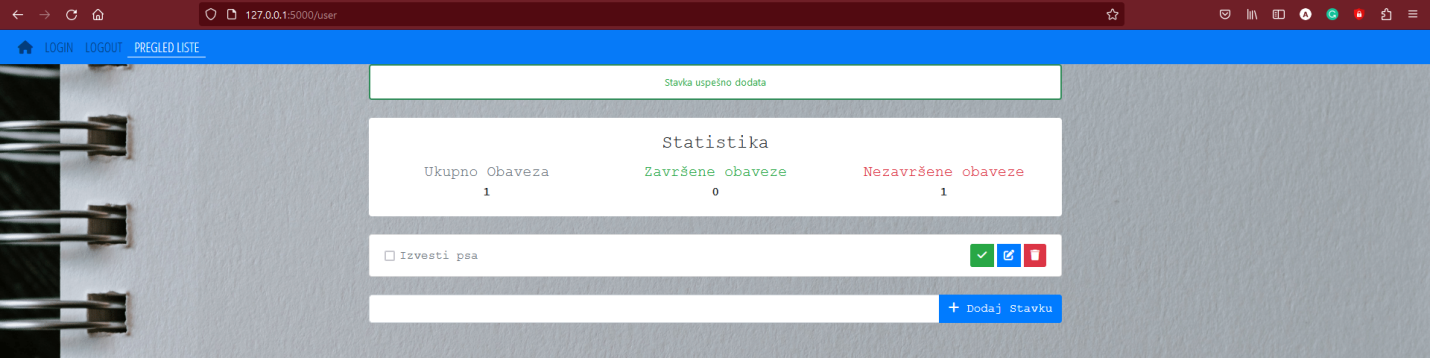 127.0.0.1:5000/user
LOGIN LOGOUT PREGLED LISTE
Stavka uspešno dodata
Statistika
Ukupno Obaveza Završene obaveze Nezavršene obaveze
1 0 1
Izvesti psa
+ Dodaj Stavku